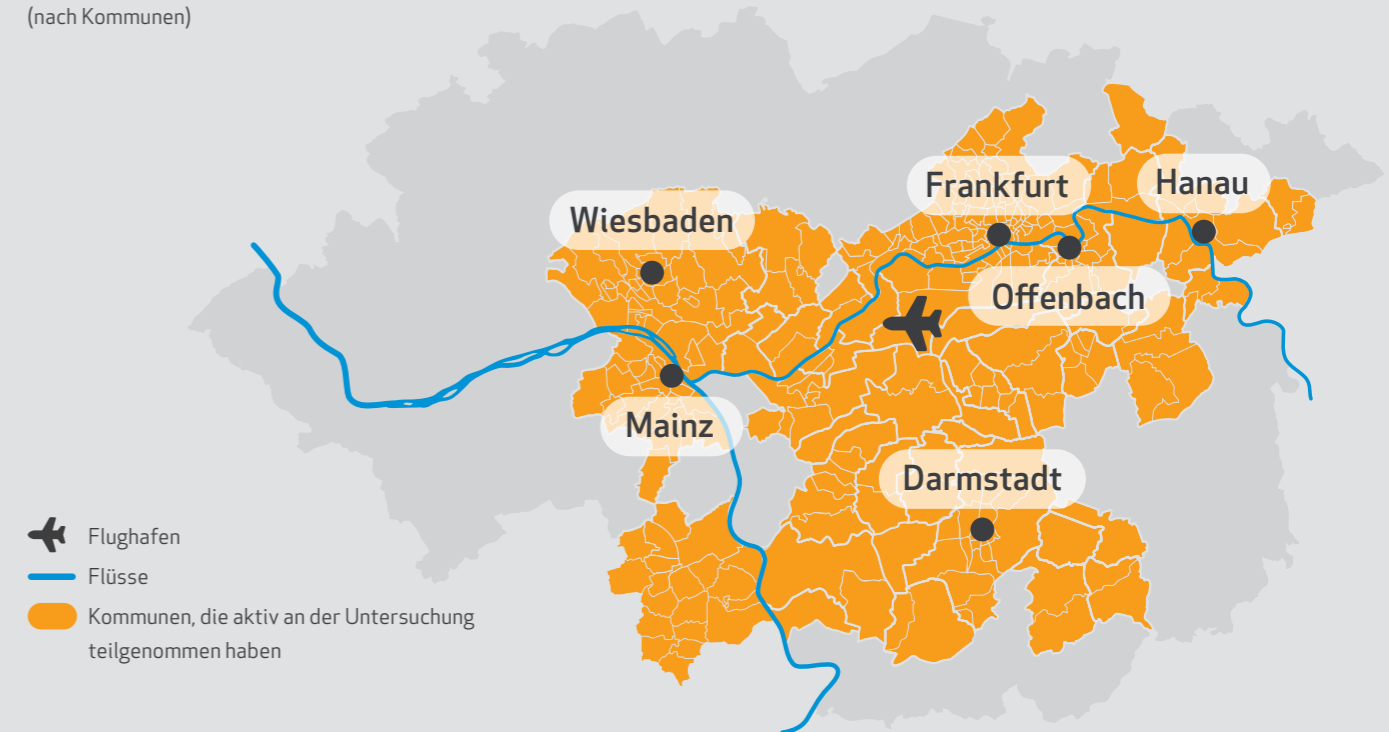 (nach Kommunen)
Frankfurt
Hanau
Wiesbaden
Offenbach
Mainz
Darmstadt
Flughafen
Flüsse
Kommunen, die aktiv an der Untersuchung
teilgenommen haben